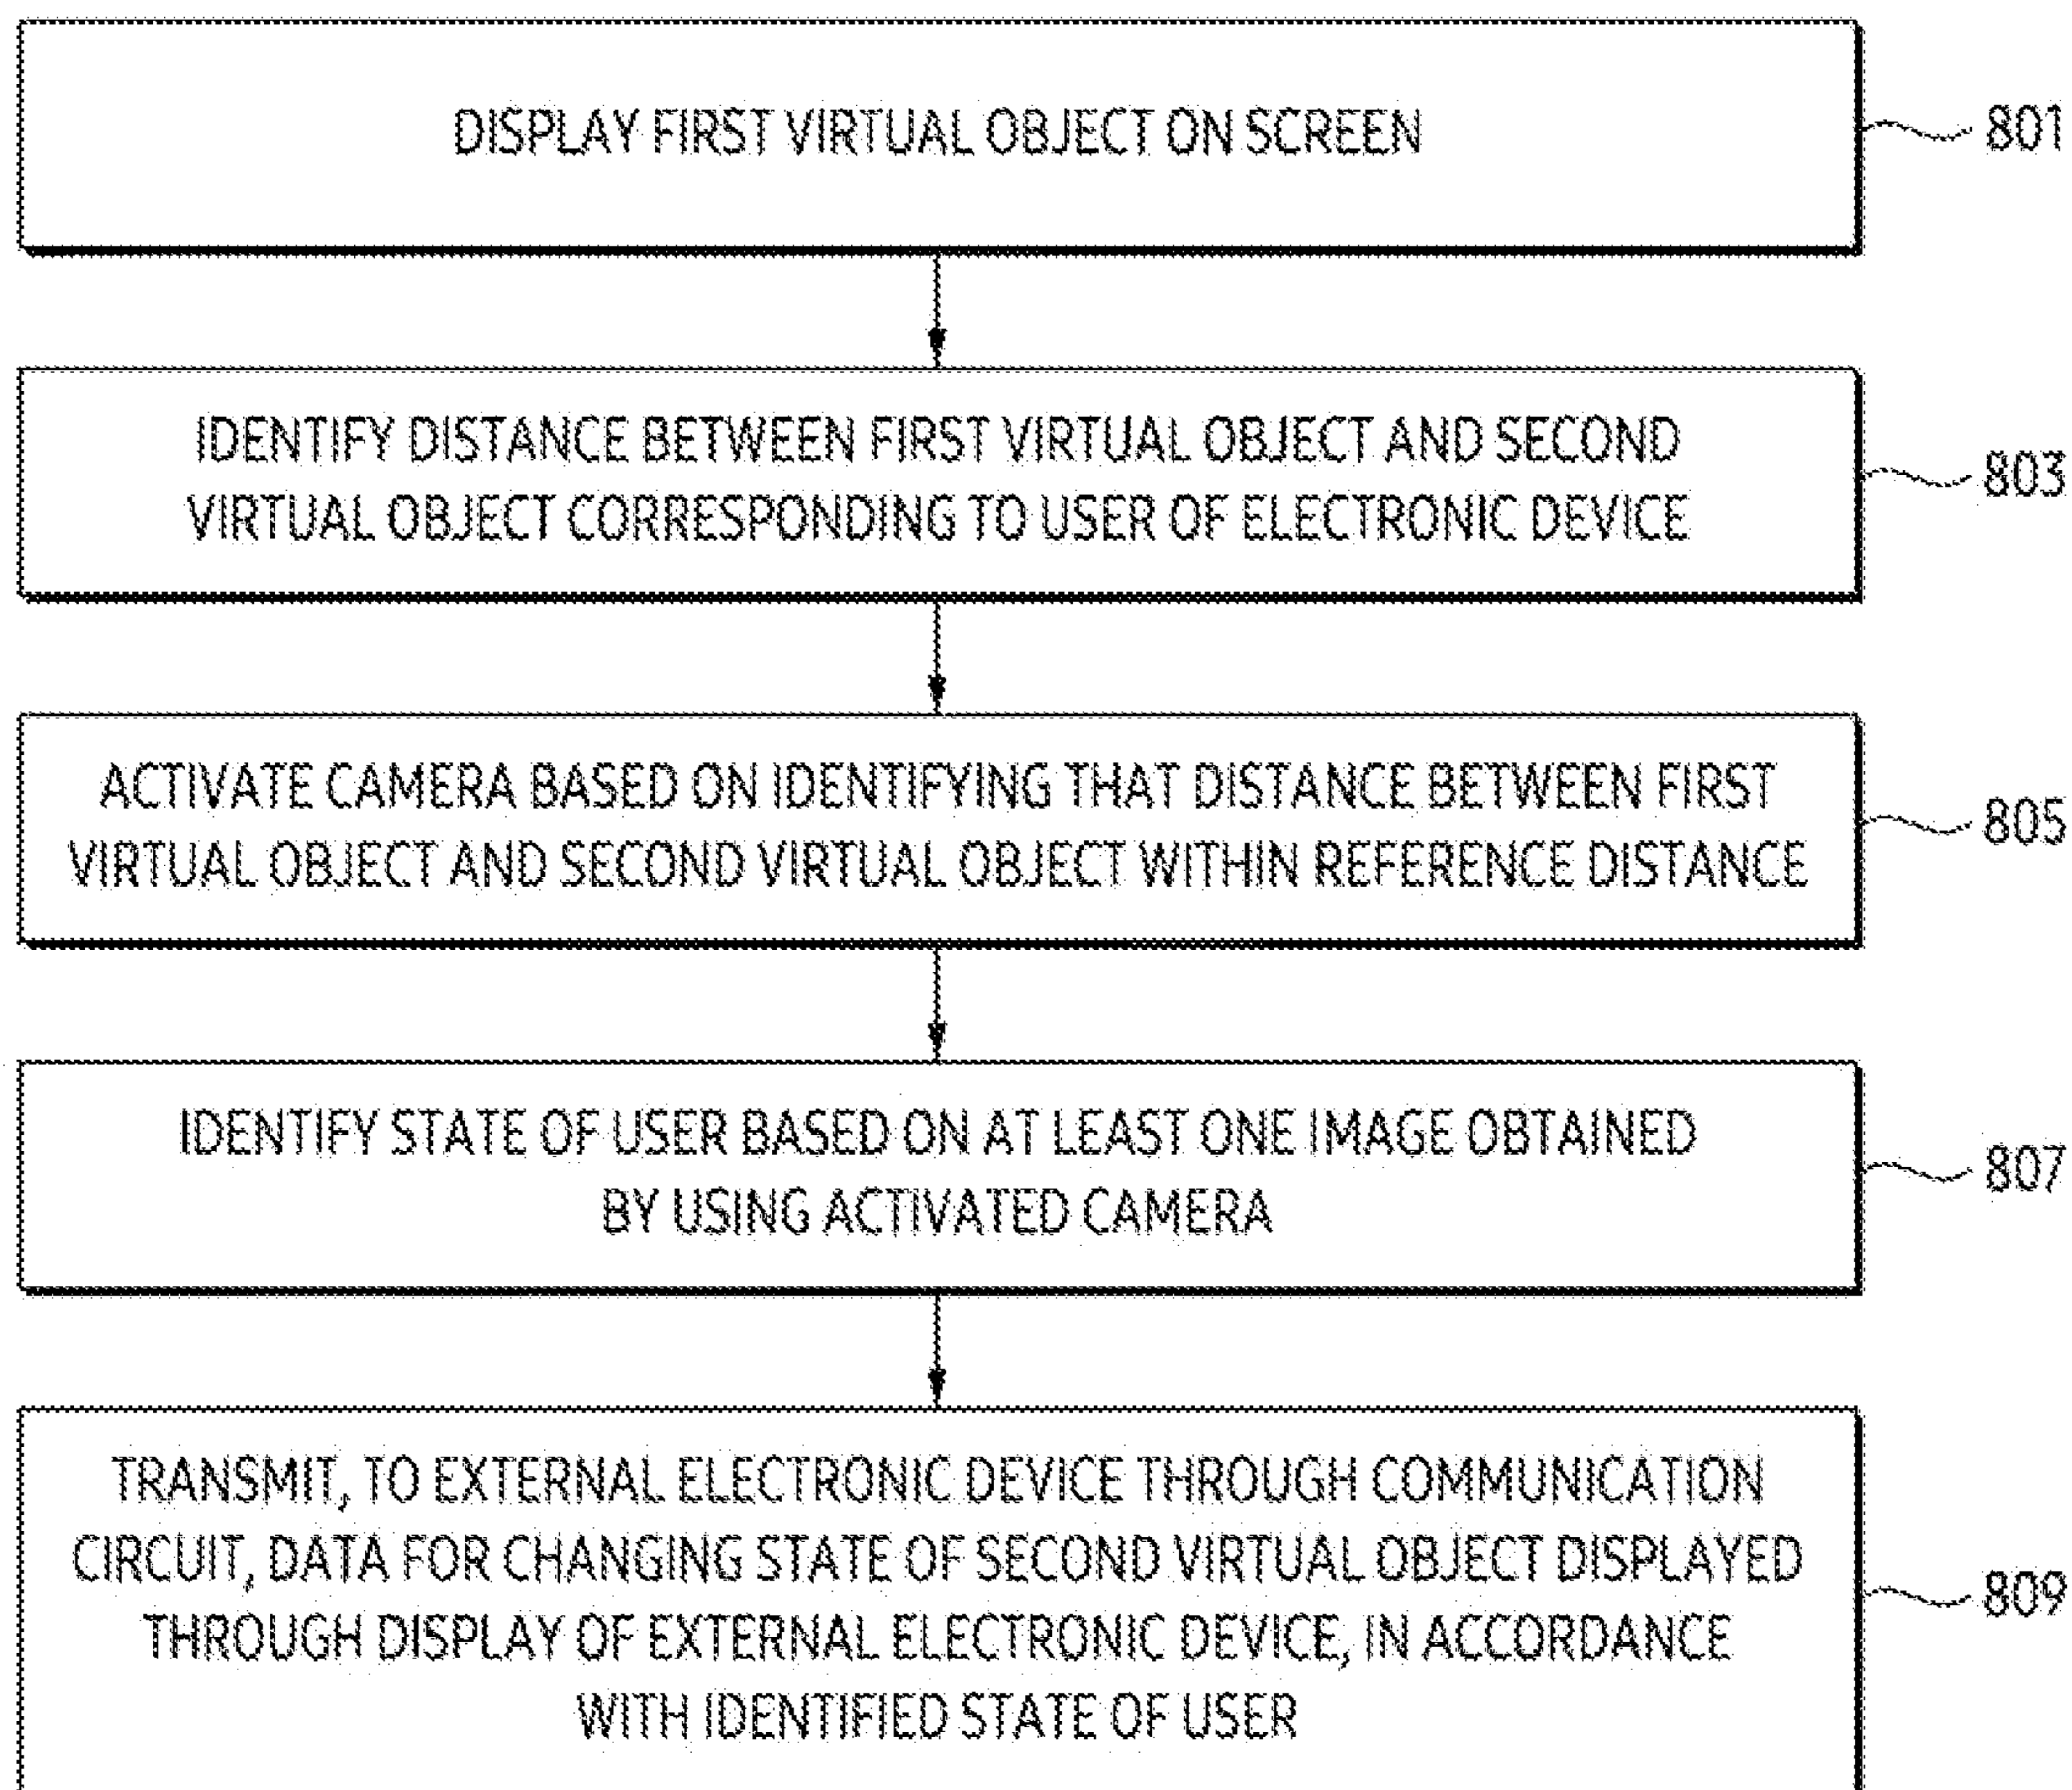 DISPLAY FIRST VIRTUAL OBJECT ON SCREEN
801
IDENTIFY DISTANCE BETWEEN FIRST VIRTUAL OBJECT AND SECOND
VIRTUAL OBJECT CORRESPONDING TO USER OF ELECTRONIC DEVICE
803
ACTIVATE CAMERA BASED ON IDENTIFYING THAT DISTANCE BETWEEN FIRST
VIRTUAL OBJECT AND SECOND VIRTUAL OBJECT WITHIN REFERENCE DISTANCE
805
IDENTIFY STATE OF USER BASED ON AT LEAST ONE IMAGE OBTAINED
BY USING ACTIVATED CAMERA
807
TRANSMIT, TO EXTERNAL ELECTRONIC DEVICE THROUGH COMMUNICATION
CIRCUIT, DATA FOR CHANGING STATE OF SECOND VIRTUAL OBJECT DISPLAYED
THROUGH DISPLAY OF EXTERNAL ELECTRONIC DEVICE, IN ACCORDANCE
WITH IDENTIFIED STATE OF USER
809